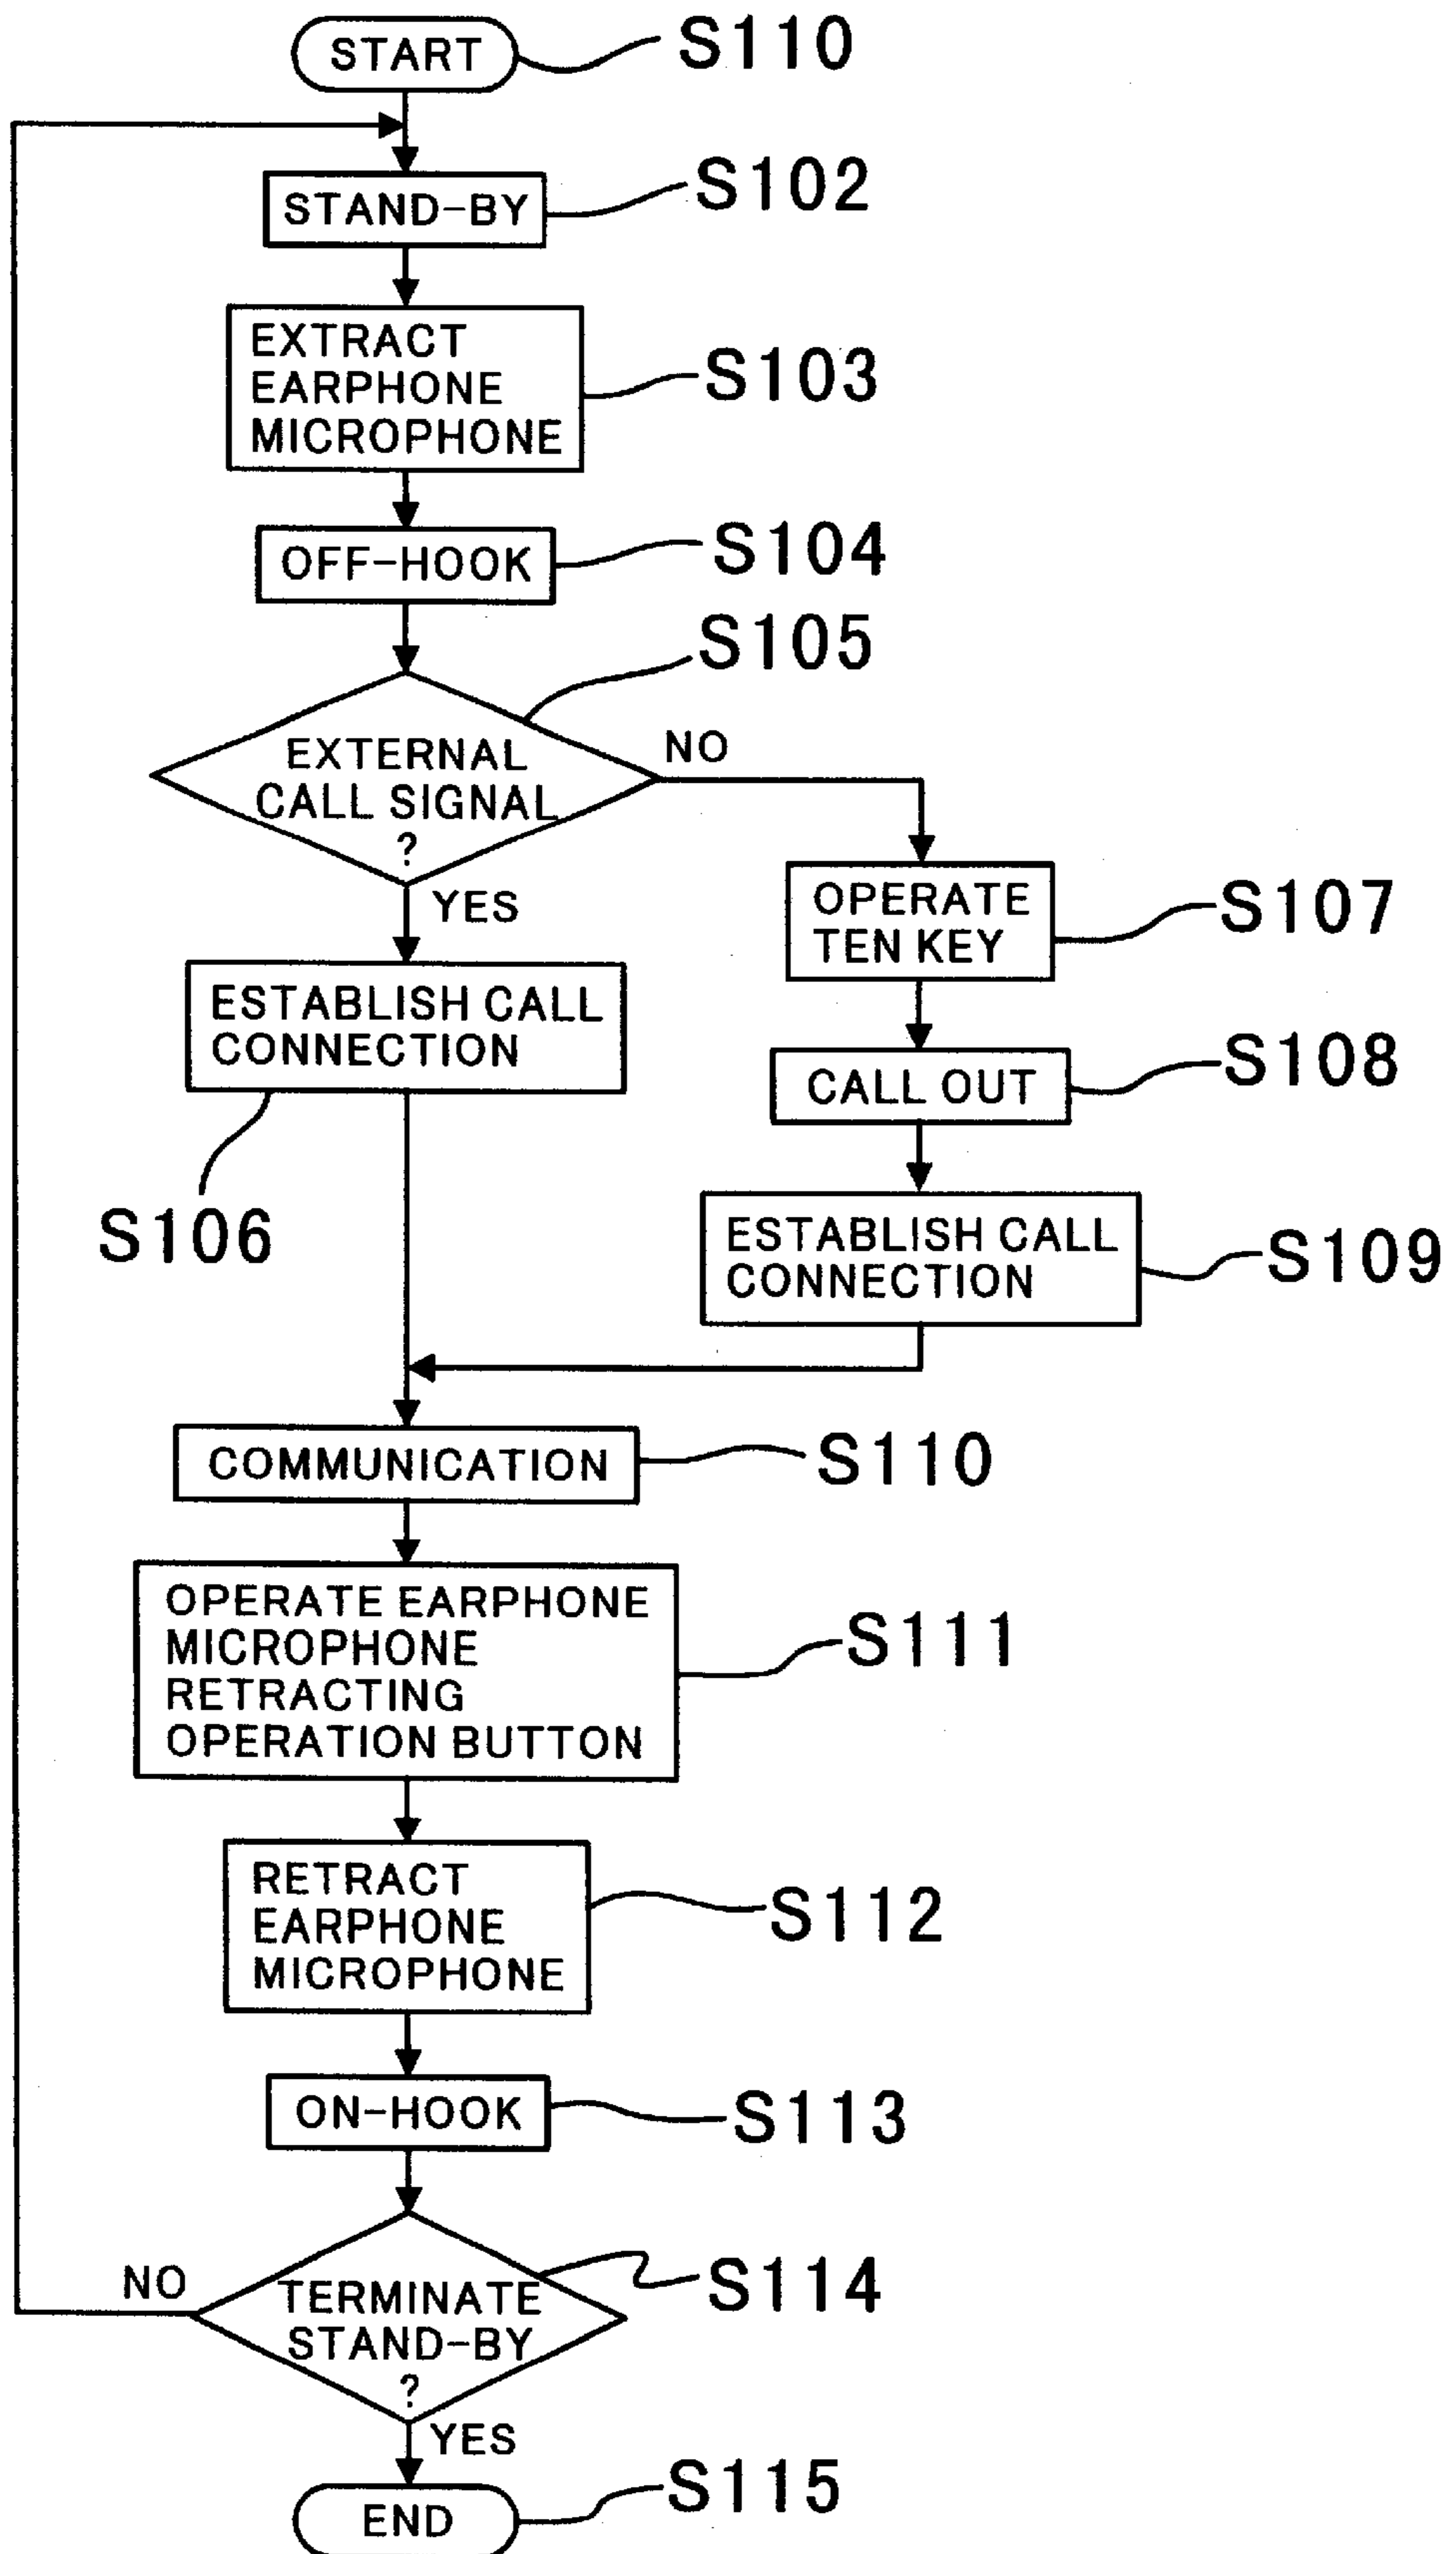 START
S110
STAND-BY
S102
EXTRACT
EARPHONE
MICROPHONE
S103
OFF-HOOK
S104
S105
EXTERNAL
CALL SIGNAL
?
NO
YES
OPERATE
TEN KEY
S107
ESTABLISH CALL
CONNECTION
S106
CALL OUT
S108
ESTABLISH CALL
CONNECTION
S109
COMMUNICATION
S110
OPERATE EARPHONE
MICROPHONE
RETRACTING
OPERATION BUTTON
S111
RETRACT
EARPHONE
MICROPHONE
S112
ON-HOOK
S113
NO
TERMINATE
STAND-BY
?
S114
YES
END
S115